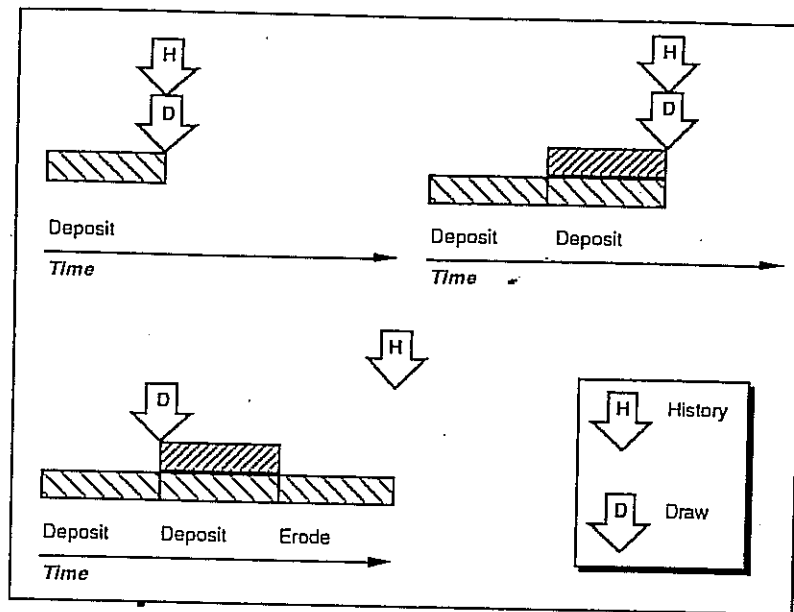 H
D
Deposit
Time
H
D
Deposit Deposit
Time
H
D
Deposit Deposit Erode
Time
H History
D Draw